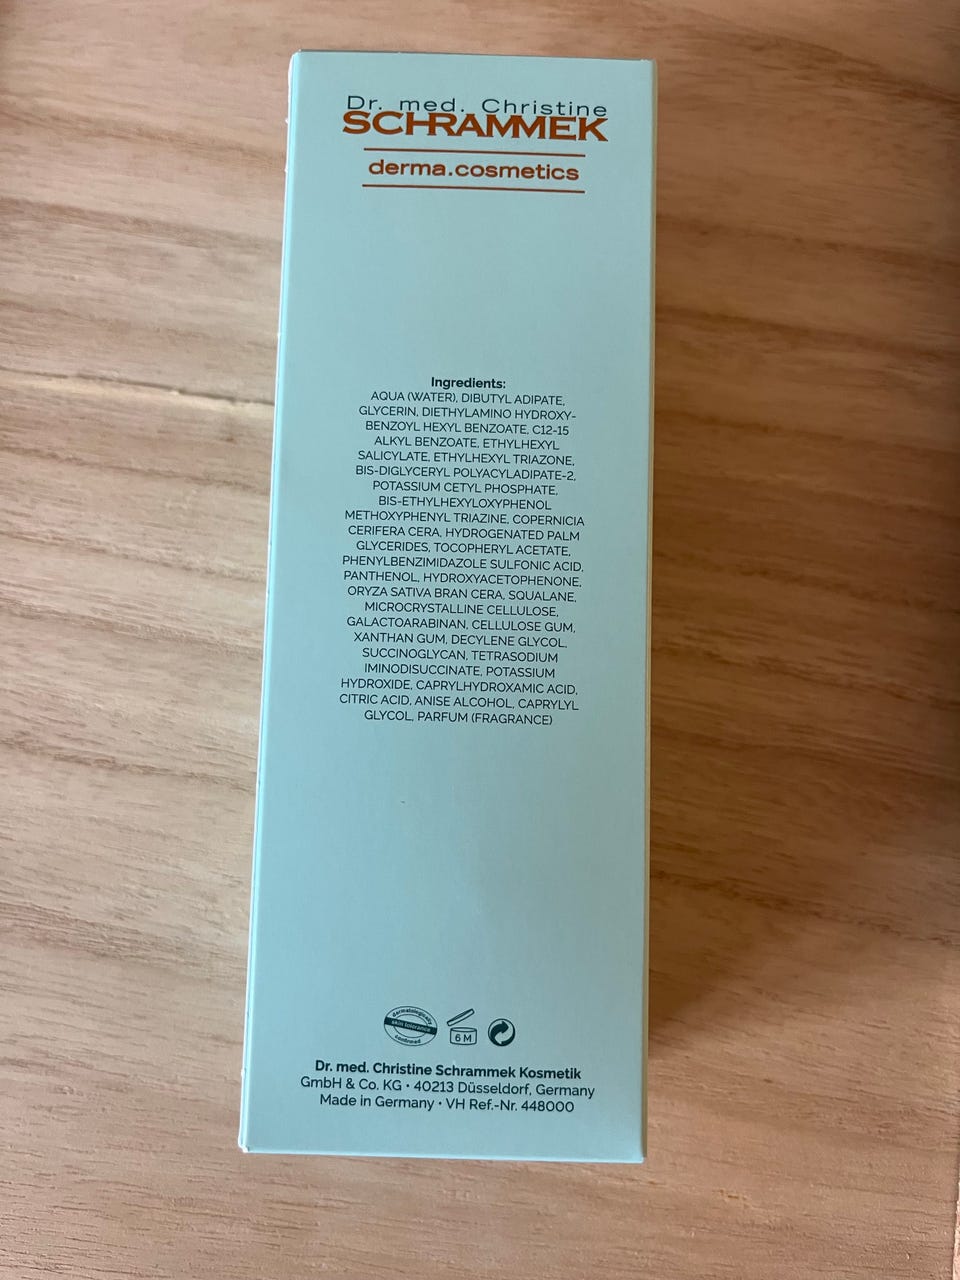 Dr. med. Christine
SCHRAMMEK
derma.cosmetics
Ingredients:
AQUA (WATER), DIBUTYL ADIPATE,
GLYCERIN, DIETHYLAMINO HYDROXY-
BENZOYL HEXYL BENZOATE, C12-15
ALKYL BENZOATE, ETHYLHEXYL
SALICYLATE, ETHYLHEXYL TRIAZONE,
BIS-DIGLYCERYL POLYACYLADIPATE-2,
POTASSIUM CETYL PHOSPHATE,
BIS-ETHYLHEXYLOXYPHENOL
METHOXYPHENYL TRIAZINE, COPERNICIA
CERIFERA CERA, HYDROGENATED PALM
GLYCERIDES, TOCOPHERYL ACETATE,
PHENYLBENZIMIDAZOLE SULFONIC ACID,
PANTHENOL, HYDROXYACETOPHENONE,
ORYZA SATIVA BRAN CERA, SQUALANE,
MICROCRYSTALLINE CELLULOSE,
GALACTOARABINAN, CELLULOSE GUM,
XANTHAN GUM, DECYLENE GLYCOL,
SUCCINOGLYCAN, TETRASODIUM
IMINODISUCCINATE, POTASSIUM
HYDROXIDE, CAPRYLHYDROXAMIC ACID,
CITRIC ACID, ANISE ALCOHOL, CAPRYLYL
GLYCOL, PARFUM (FRAGRANCE)
dermatologically
skin tolerance
confirmed
6 M
Dr. med. Christine Schrammek Kosmetik
GmbH & Co. KG • 40213 Düsseldorf, Germany
Made in Germany • VH Ref.-Nr. 448000